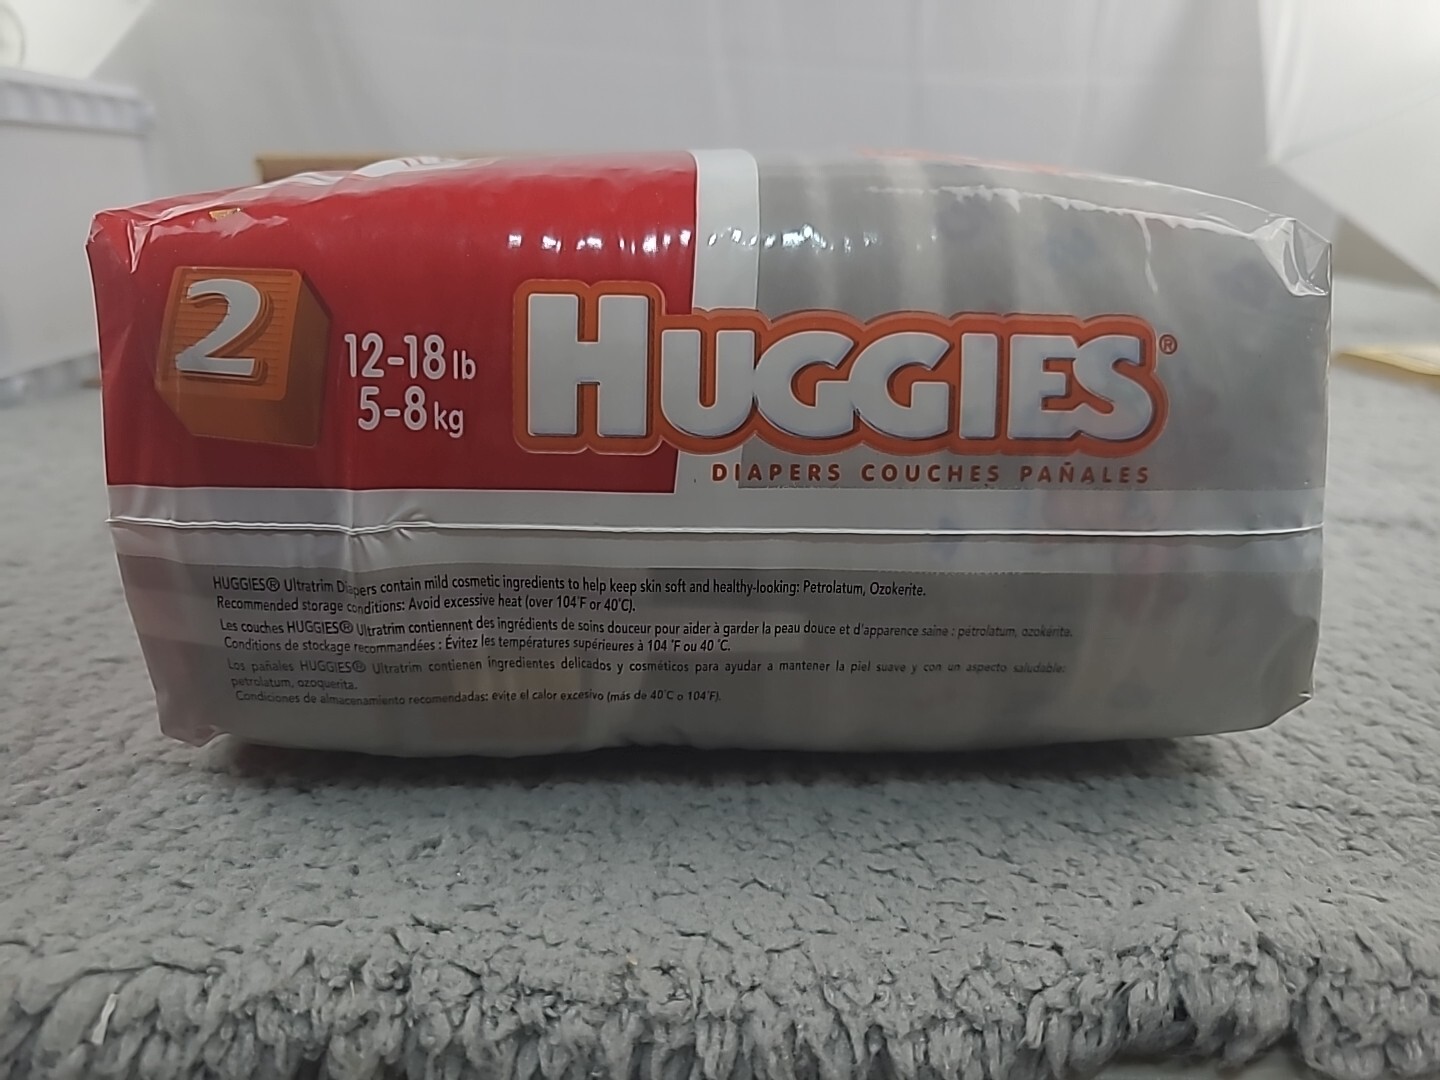 2
12-18 lb
5-8 kg
HUGGIES®
DIAPERS COUCHES PAÑALES
HUGGIES® Ultratrim Diapers contain mild cosmetic ingredients to help keep skin soft and healthy-looking: Petrolatum, Ozokerite.
Recommended storage conditions: Avoid excessive heat (over 104°F or 40°C).
Les couches HUGGIES® Ultratrim contiennent des ingrédients de soins douceur pour aider à garder la peau douce et d'apparence saine : pétrolatum, ozokérite.
Conditions de stockage recommandées : Évitez les températures supérieures à 104 °F ou 40 °C.
Los pañales HUGGIES® Ultratrim contienen ingredientes delicados y cosméticos para ayudar a mantener la piel suave y con un aspecto saludable:
petrolatum, ozoquerita.
Condiciones de almacenamiento recomendadas: evite el calor excesivo (más de 40°C o 104°F).